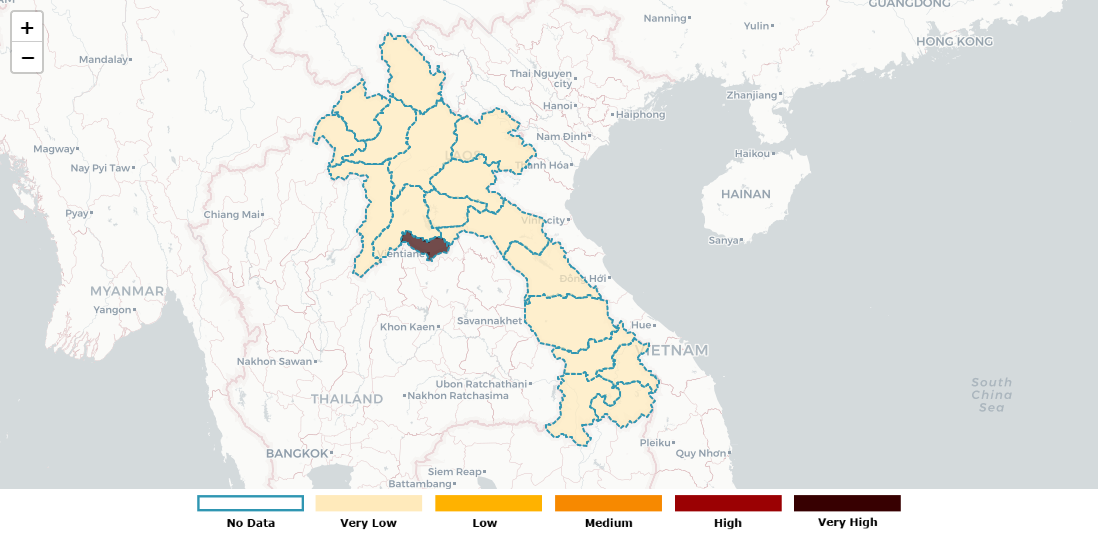 +
−
GUANGDONG
Nanning
Yulin
HONG KONG
Mandalay
Thai Nguyen
city
Zhanjiang
Hanoi
Haiphong
Nam Định
Magway
LAOS
Haikou
Nay Pyi Taw
Thanh Hóa
HAINAN
Pyay
Chiang Mai
Vinh city
Sanya
Vientiane
Đồng Hới
MYANMAR
Yangon
Khon Kaen
Savannakhet
Hue
VIETNAM
Nakhon Sawan
Ubon Ratchathani
THAILAND
Nakhon Ratchasima
South
China
Sea
Pleiku
Quy Nhơn
BANGKOK
Siem Reap
Battambang
No Data
Very Low
Low
Medium
High
Very High